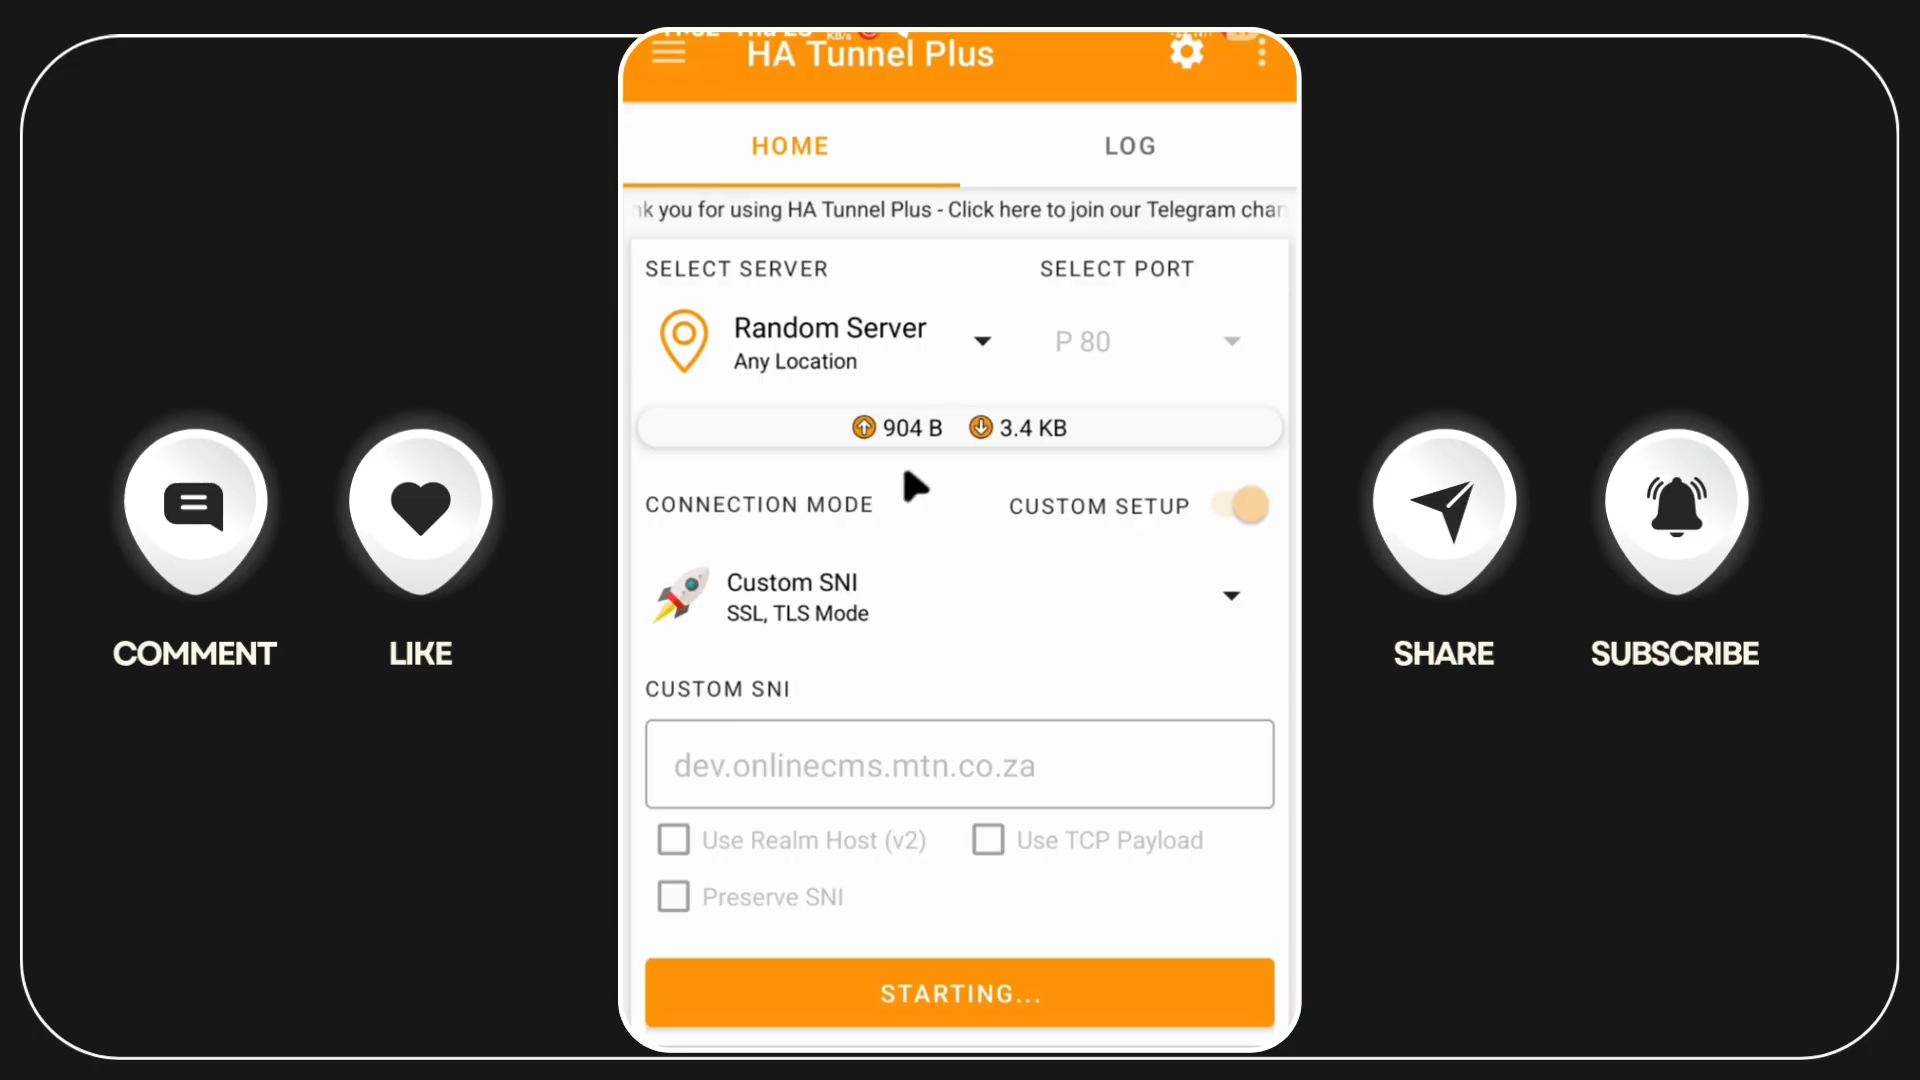 HA Tunnel Plus
HOME
LOG
nk you for using HA Tunnel Plus - Click here to join our Telegram chan
SELECT SERVER
SELECT PORT
Random Server
Any Location
P 80
904 B
3.4 KB
CONNECTION MODE
CUSTOM SETUP
Custom SNI
SSL, TLS Mode
CUSTOM SNI
dev.onlinecms.mtn.co.za
Use Realm Host (v2)
Use TCP Payload
Preserve SNI
STARTING...
COMMENT
LIKE
SHARE
SUBSCRIBE